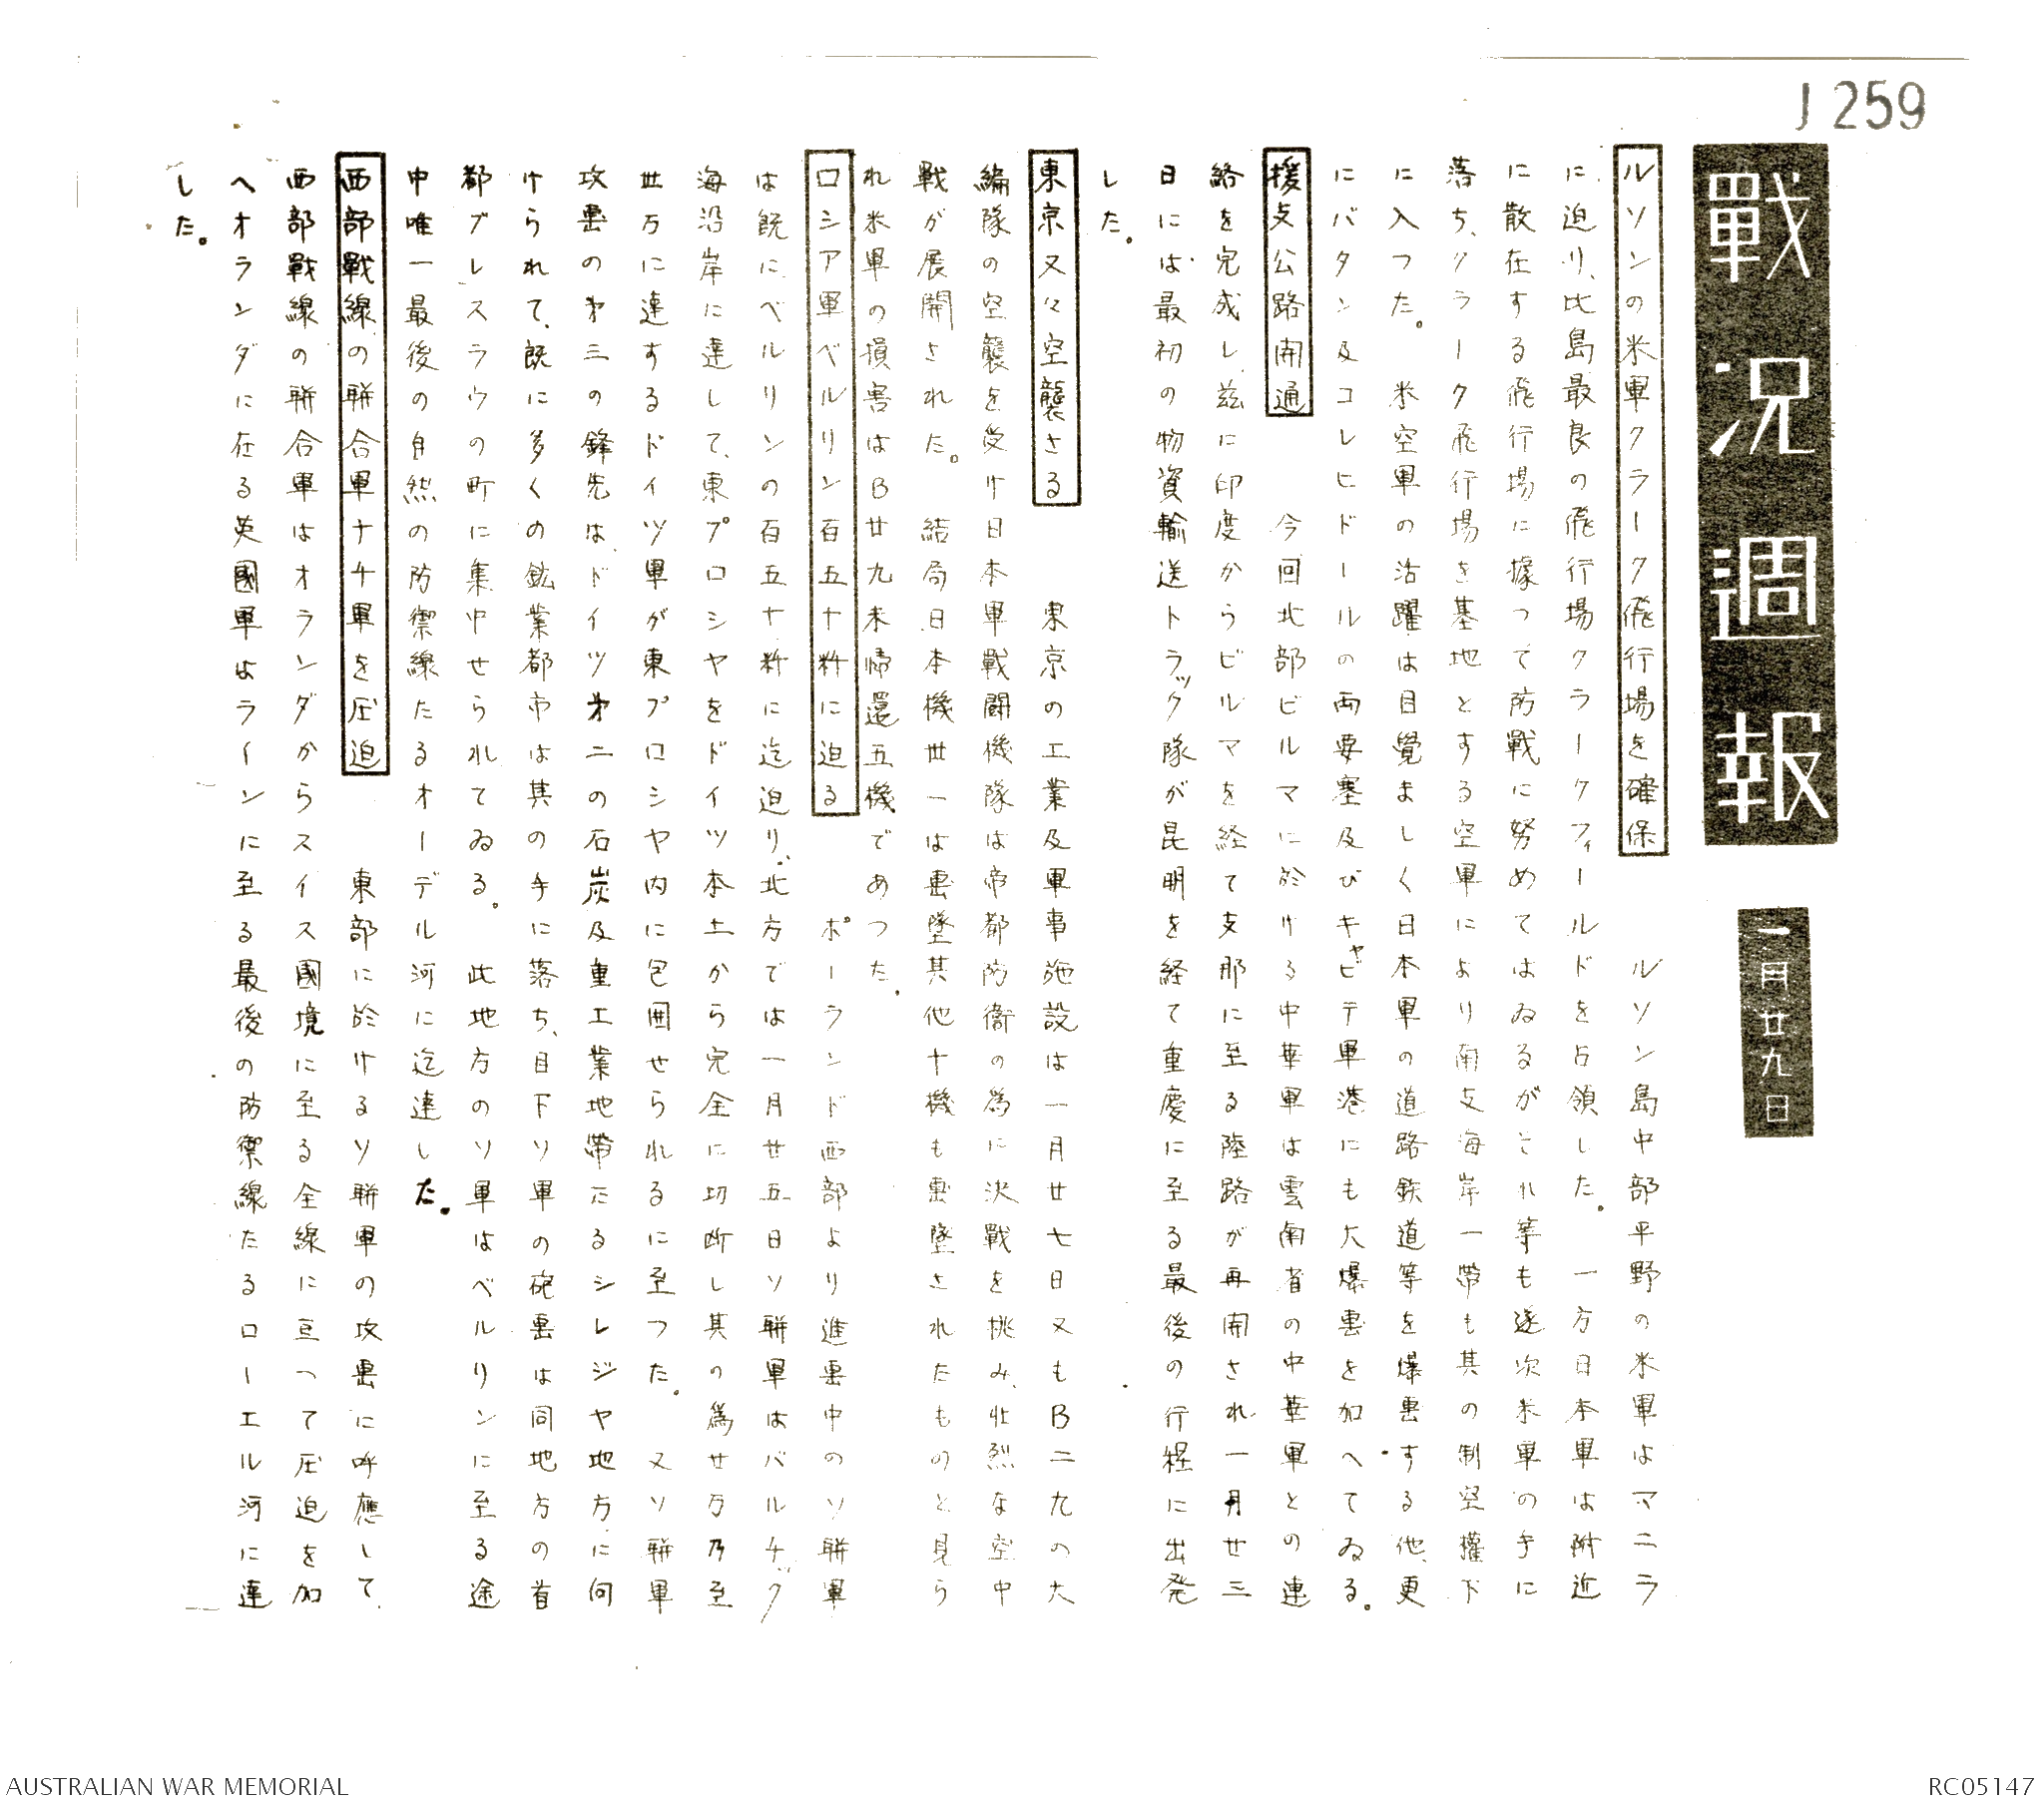 J 259
戰況週報
一月廿九日
ルソンの米軍クラーク飛行場を確保　ルソン島中部平野の米軍はマニラ
に迫り、比島最良の飛行場クラークフィールドを占領した。一方日本軍は附近
に散在する飛行場に據つて防戰に努めてはゐるがそれ等も逐次米軍の手に
落ち、クラーク飛行場を基地とする空軍により南支海岸一帶も其の制空權下
に入つた。米空軍の活躍は目覺ましく日本軍の道路鉄道等を爆擊する他、更
にバタン及コレヒドールの両要塞及びキャビテ軍港にも大爆擊を加へてゐる。
援支公路開通　今回北部ビルマに於ける中華軍は雲南省の中華軍との連
絡を完成し、茲に印度からビルマを経て支那に至る陸路が再開され一月廿三
日には最初の物資輸送トラック隊が昆明を経て重慶に至る最後の行程に出発
した。
東京又々空襲さる　東京の工業及軍事施設は一月廿七日又もB二九の大
編隊の空襲を受け日本軍戰闘機隊は帝都防衞の為に決戰を挑み、壮烈な空中
戰が展開された。結局日本機丗一は擊墜其他十機も擊墜されたものと見ら
れ米軍の損害はB廿九未帰還五機であつた。
ロシア軍ベルリン百五十粁に迫る　ポーランド西部より進擊中のソ聯軍
は既にベルリンの百五十粁に迄迫り、北方では一月廿五日ソ聯軍はバルチック
海沿岸に達して、東プロシヤをドイツ本土から完全に切断し其の為廿万乃至
丗万に達するドイツ軍が東プロシヤ内に包囲せられるに至つた。又ソ聯軍
攻擊の才三の鋒先は、ドイツ才二の石炭及重工業地帶たるシレジヤ地方に向
けられて、既に多くの鉱業都市は其の手に落ち、目下ソ軍の砲擊は同地方の首
都ブレスラウの町に集中せられてゐる。此地方のソ軍はベルリンに至る途
中唯一最後の自然の防禦線たるオーデル河に迄達した。
西部戰線の聯合軍ナチ軍を圧迫　東部に於けるソ聯軍の攻擊に呼應して、
西部戰線の聯合軍はオランダからスイス國境に至る全線に亘つて圧迫を加
へオランダに在る英國軍はラインに至る最後の防禦線たるローエル河に達
した。
AUSTRALIAN WAR MEMORIAL
RC05147